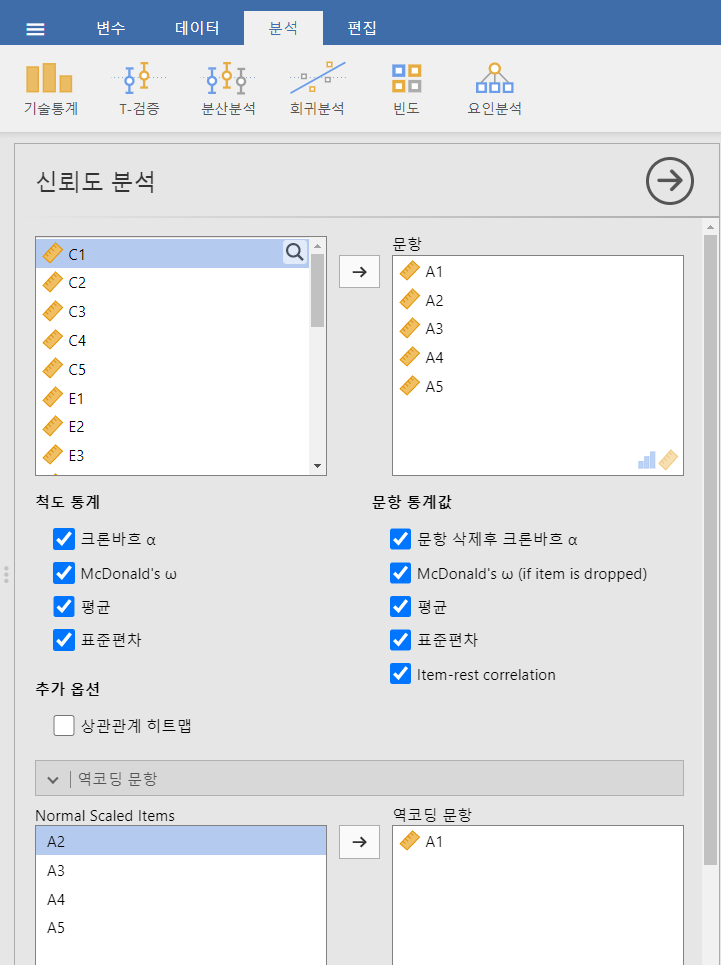 변수 데이터 분석 편집
기술통계 T-검증 분산분석 회귀분석 빈도 요인분석
신뢰도 분석
C1
C2
C3
C4
C5
E1
E2
E3
문항
A1
A2
A3
A4
A5
척도 통계
크론바흐 α
McDonald's ω
평균
표준편차
문항 통계값
문항 삭제후 크론바흐 α
McDonald's ω (if item is dropped)
평균
표준편차
Item-rest correlation
추가 옵션
상관관계 히트맵
| 역코딩 문항
Normal Scaled Items
A2
A3
A4
A5
역코딩 문항
A1